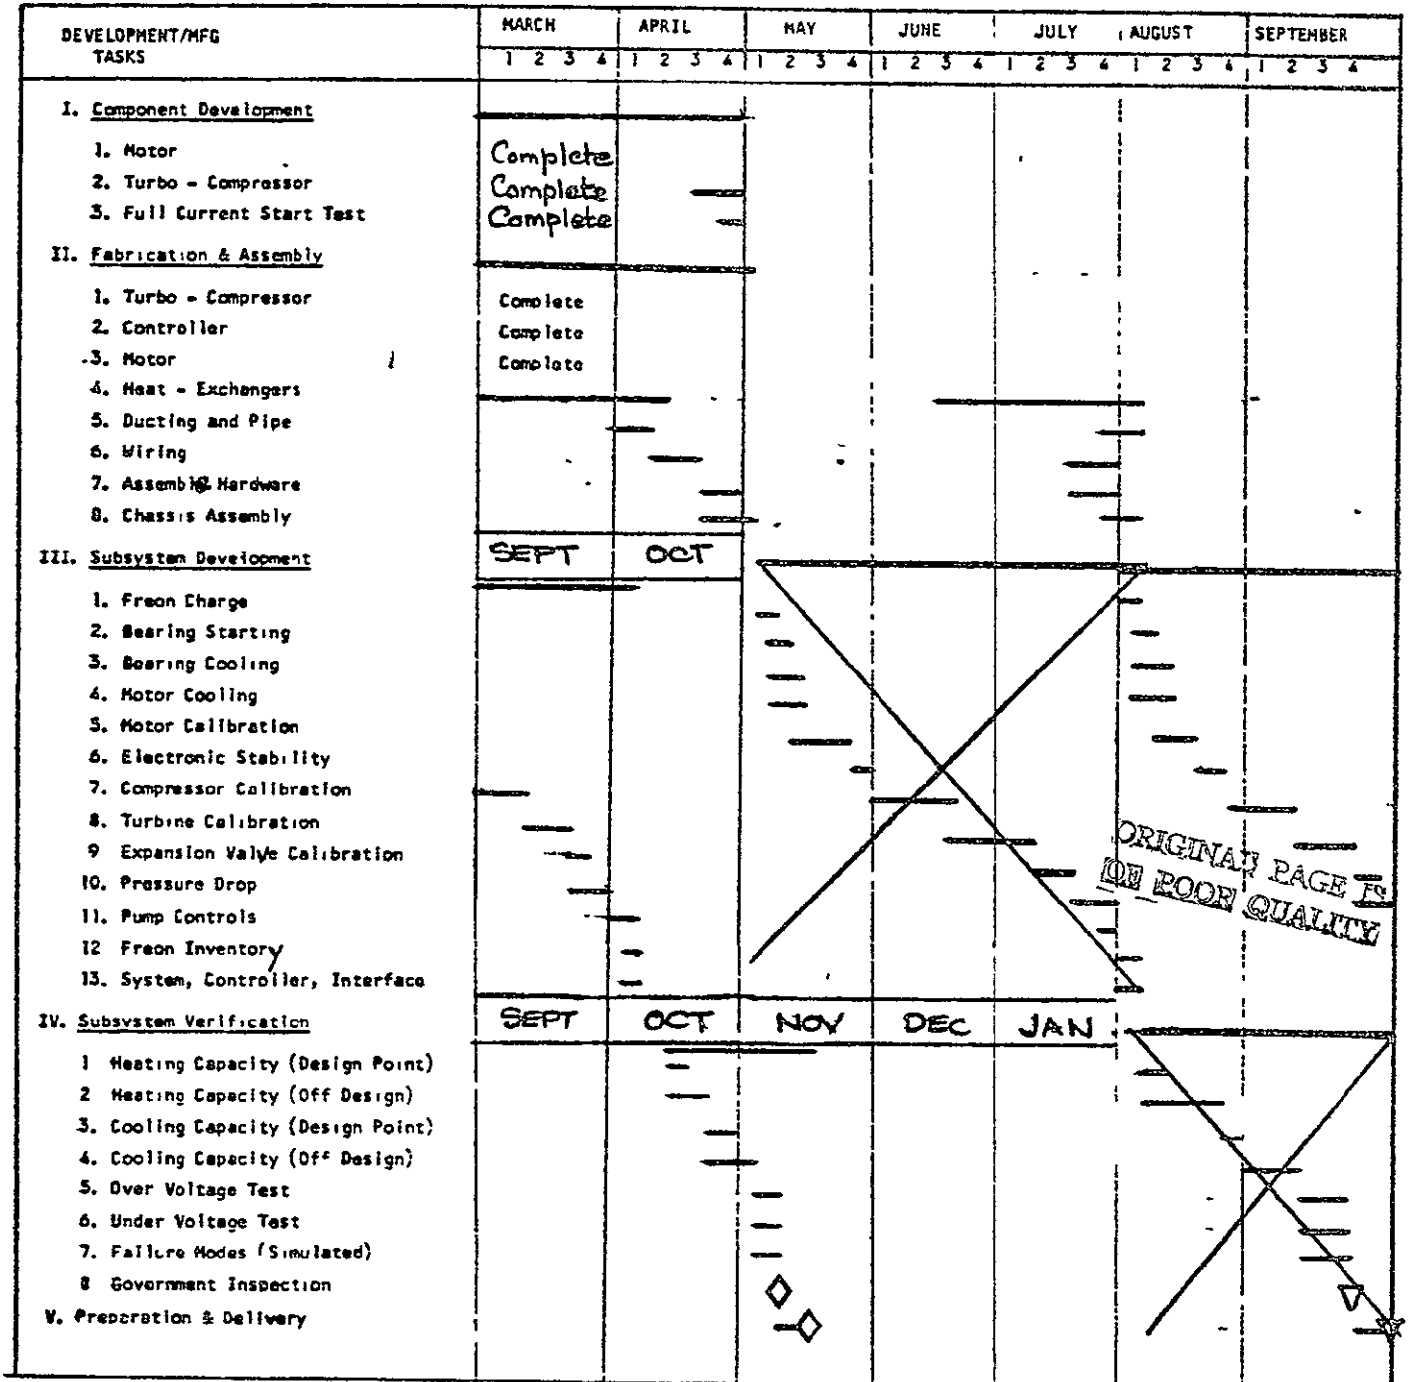 DEVELOPMENT/MFG TASKS
MARCH APRIL MAY JUNE JULY AUGUST SEPTEMBER
1 2 3 4 1 2 3 4 1 2 3 4 1 2 3 4 1 2 3 4 1 2 3 4 1 2 3 4
I. Component Development
1. Motor Complete
2. Turbo - Compressor Complete
3. Full Current Start Test Complete
II. Fabrication & Assembly
1. Turbo - Compressor Complete
2. Controller Complete
3. Motor Complete
4. Heat - Exchangers
5. Ducting and Pipe
6. Wiring
7. Hardware
8. Chassis Assembly
III. Subsystem Development SEPT OCT
1. Freon Charge
2. Bearing Starting
3. Bearing Cooling
4. Motor Cooling
5. Motor Calibration
6. Electronic Stability
7. Compressor Calibration
8. Turbine Calibration
9 Expansion Valve Calibration
10. Pressure Drop
11. Pump Controls
12 Freon Inventory
13. System, Controller, Interface
ORIGINAL PAGE IS
OF POOR QUALITY
IV. Subsystem Verification SEPT OCT NOV DEC JAN
1 Heating Capacity (Design Point)
2 Heating Capacity (Off Design)
3. Cooling Capacity (Design Point)
4. Cooling Capacity (Off Design)
5. Over Voltage Test
6. Under Voltage Test
7. Failure Modes (Simulated)
8 Government Inspection
V. Preparation & Delivery